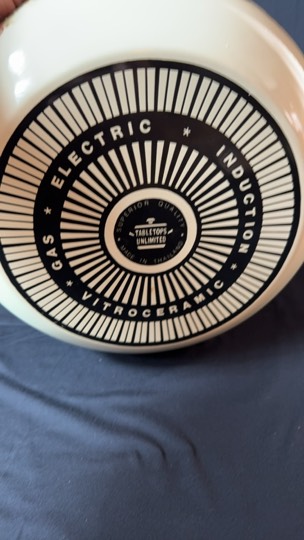 GAS * ELECTRIC * INDUCTION * VITROCERAMIC *
SUPERIOR QUALITY
TABLETOPS
UNLIMITED
MADE IN THAILAND